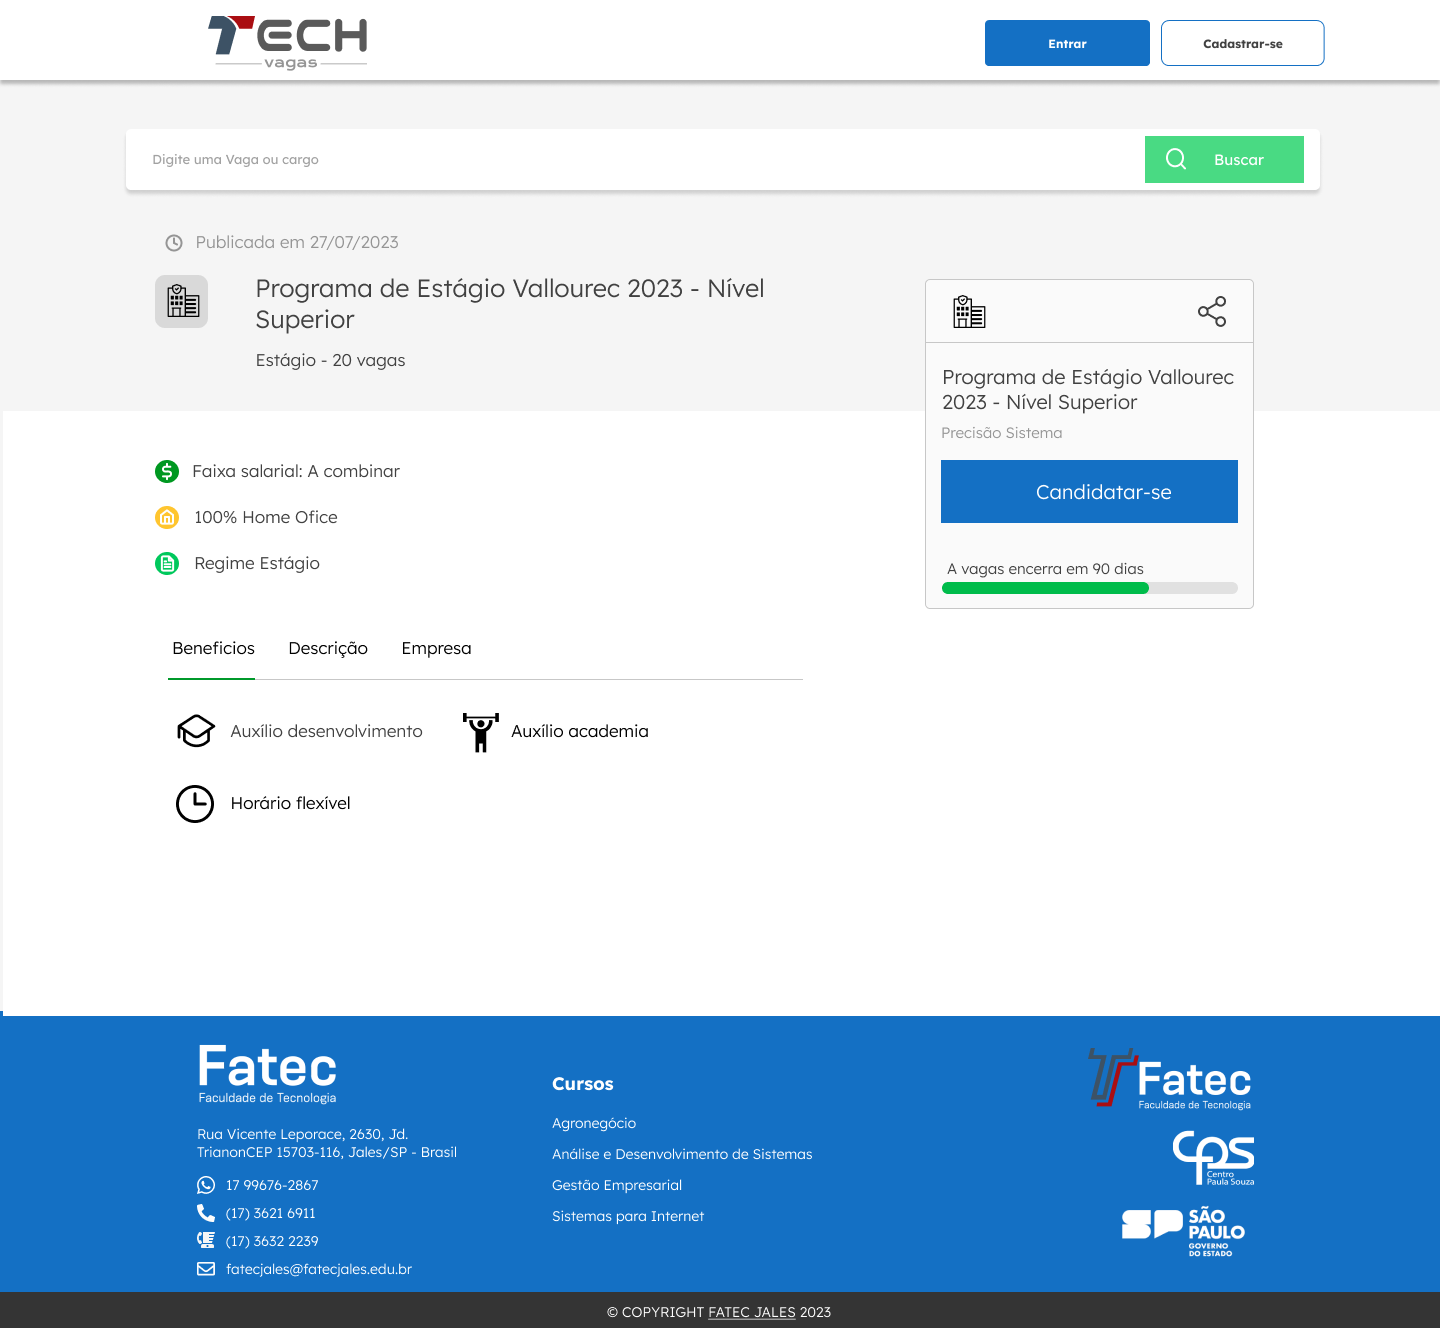 TECH
vagas
Entrar
Cadastrar-se
Digite uma Vaga ou cargo
Buscar
Publicada em 27/07/2023
Programa de Estágio Vallourec 2023 - Nível
Superior
Estágio - 20 vagas
Programa de Estágio Vallourec
2023 - Nível Superior
Precisão Sistema
Candidatar-se
A vagas encerra em 90 dias
Faixa salarial: A combinar
100% Home Ofice
Regime Estágio
Beneficios
Descrição
Empresa
Auxílio desenvolvimento
Auxílio academia
Horário flexível
Fatec
Faculdade de Tecnologia
Rua Vicente Leporace, 2630, Jd.
TrianonCEP 15703-116, Jales/SP - Brasil
17 99676-2867
(17) 3621 6911
(17) 3632 2239
fatecjales@fatecjales.edu.br
Cursos
Agronegócio
Análise e Desenvolvimento de Sistemas
Gestão Empresarial
Sistemas para Internet
Fatec
Faculdade de Tecnologia
cps
Centro
Paula Souza
SP
SÃO
PAULO
GOVERNO
DO ESTADO
© COPYRIGHT FATEC JALES 2023